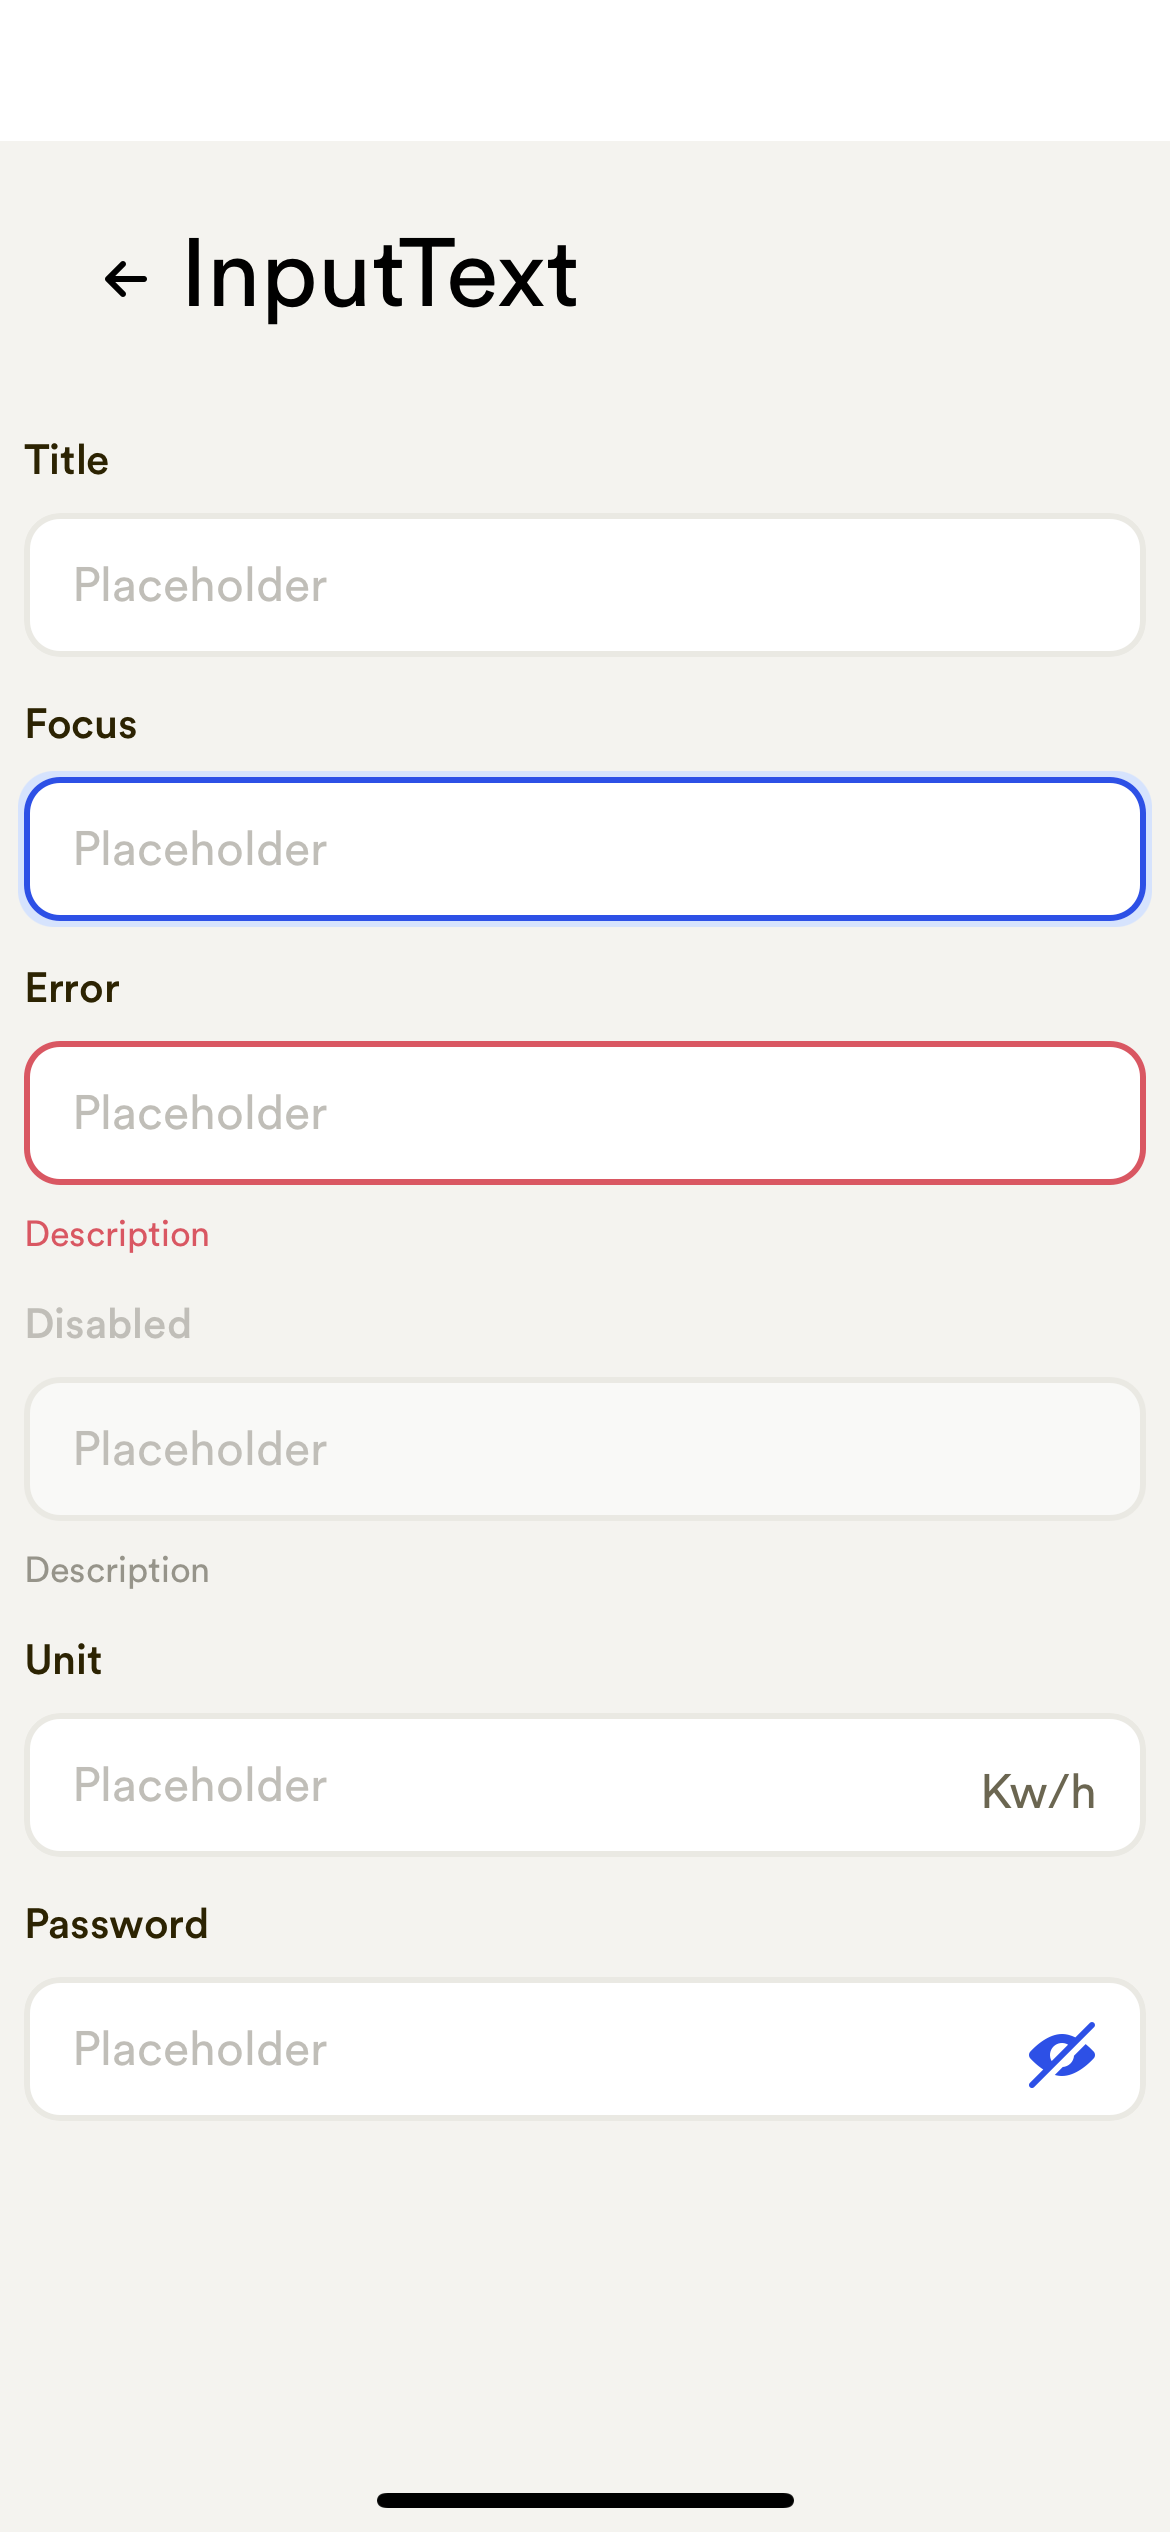 InputText
Title
Placeholder
Focus
Placeholder
Error
Placeholder
Description
Disabled
Placeholder
Description
Unit
Placeholder Kw/h
Password
Placeholder